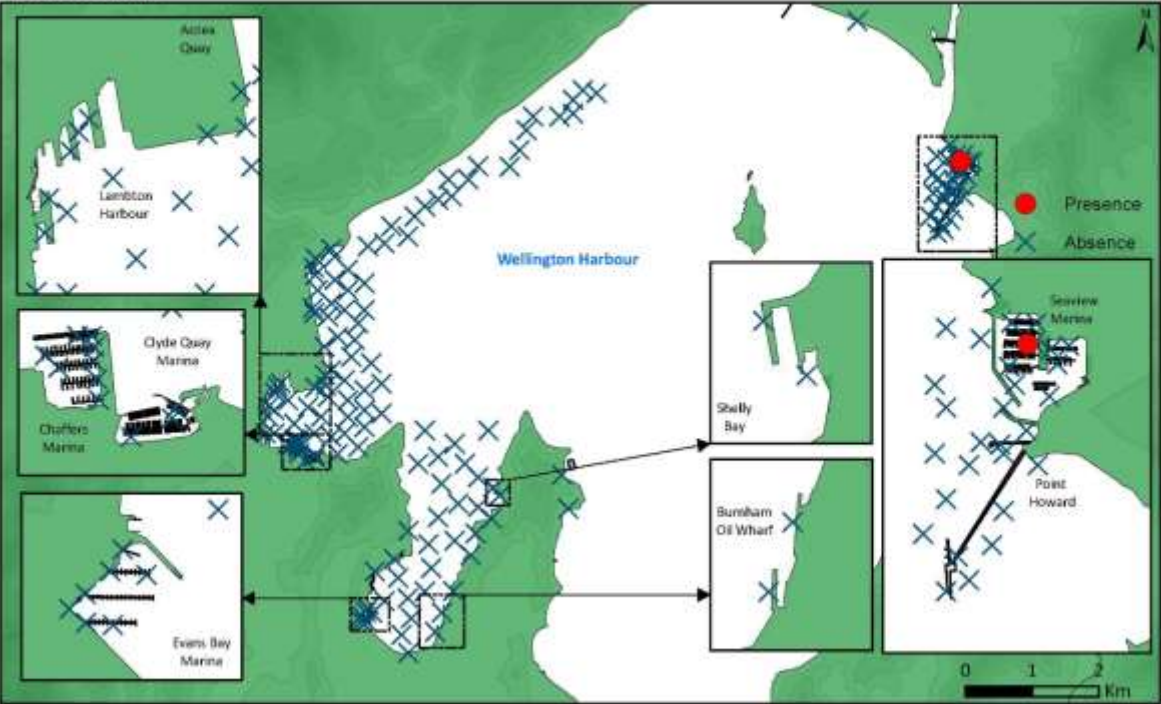 Aotea
Quay
N
Lambton
Harbour
Presence
Absence
Wellington Harbour
Seaview
Marina
Clyde Quay
Marina
Chaffers
Marina
Shelly
Bay
Point
Howard
Burnham
Oil Wharf
Evans Bay
Marina
0 1 2
Km